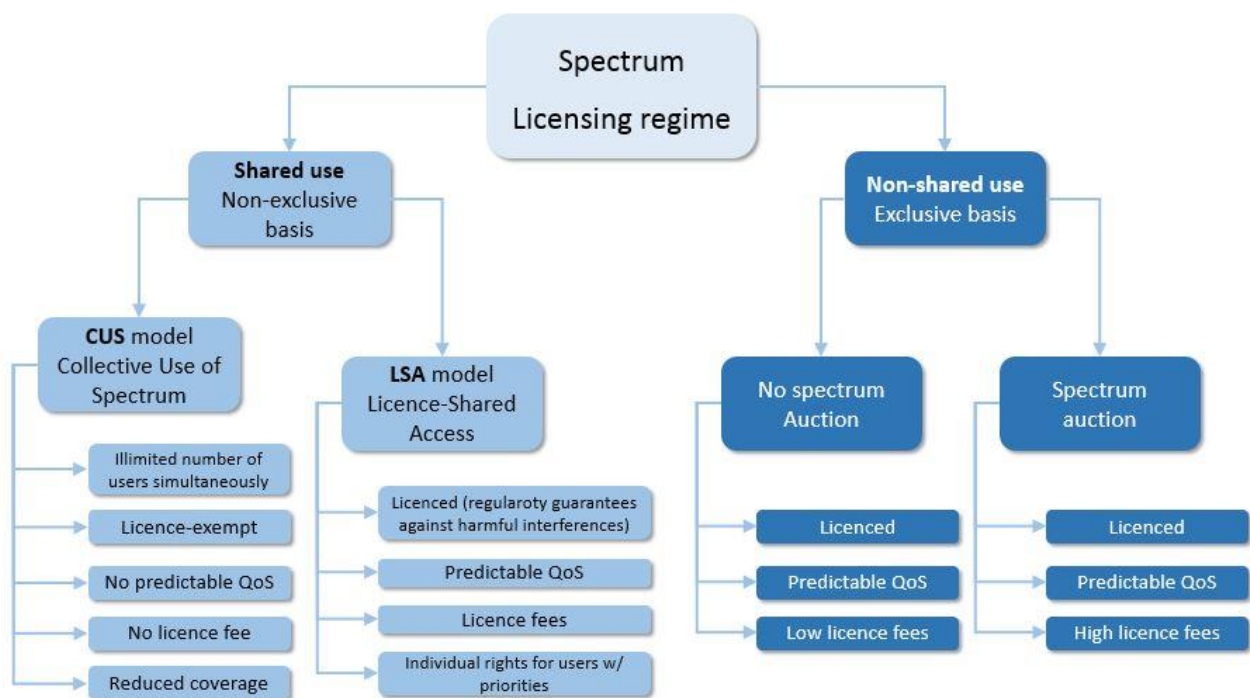 Spectrum
Licensing regime
Shared use
Non-exclusive
basis
Non-shared use
Exclusive basis
CUS model
Collective Use of
Spectrum
LSA model
Licence-Shared
Access
No spectrum
Auction
Spectrum
auction
Illimited number of
users simultaneously
Licence-exempt
No predictable QoS
No licence fee
Reduced coverage
Licenced (regularoty guarantees
against harmful interferences)
Predictable QoS
Licence fees
Individual rights for users w/
priorities
Licenced
Predictable QoS
Low licence fees
Licenced
Predictable QoS
High licence fees